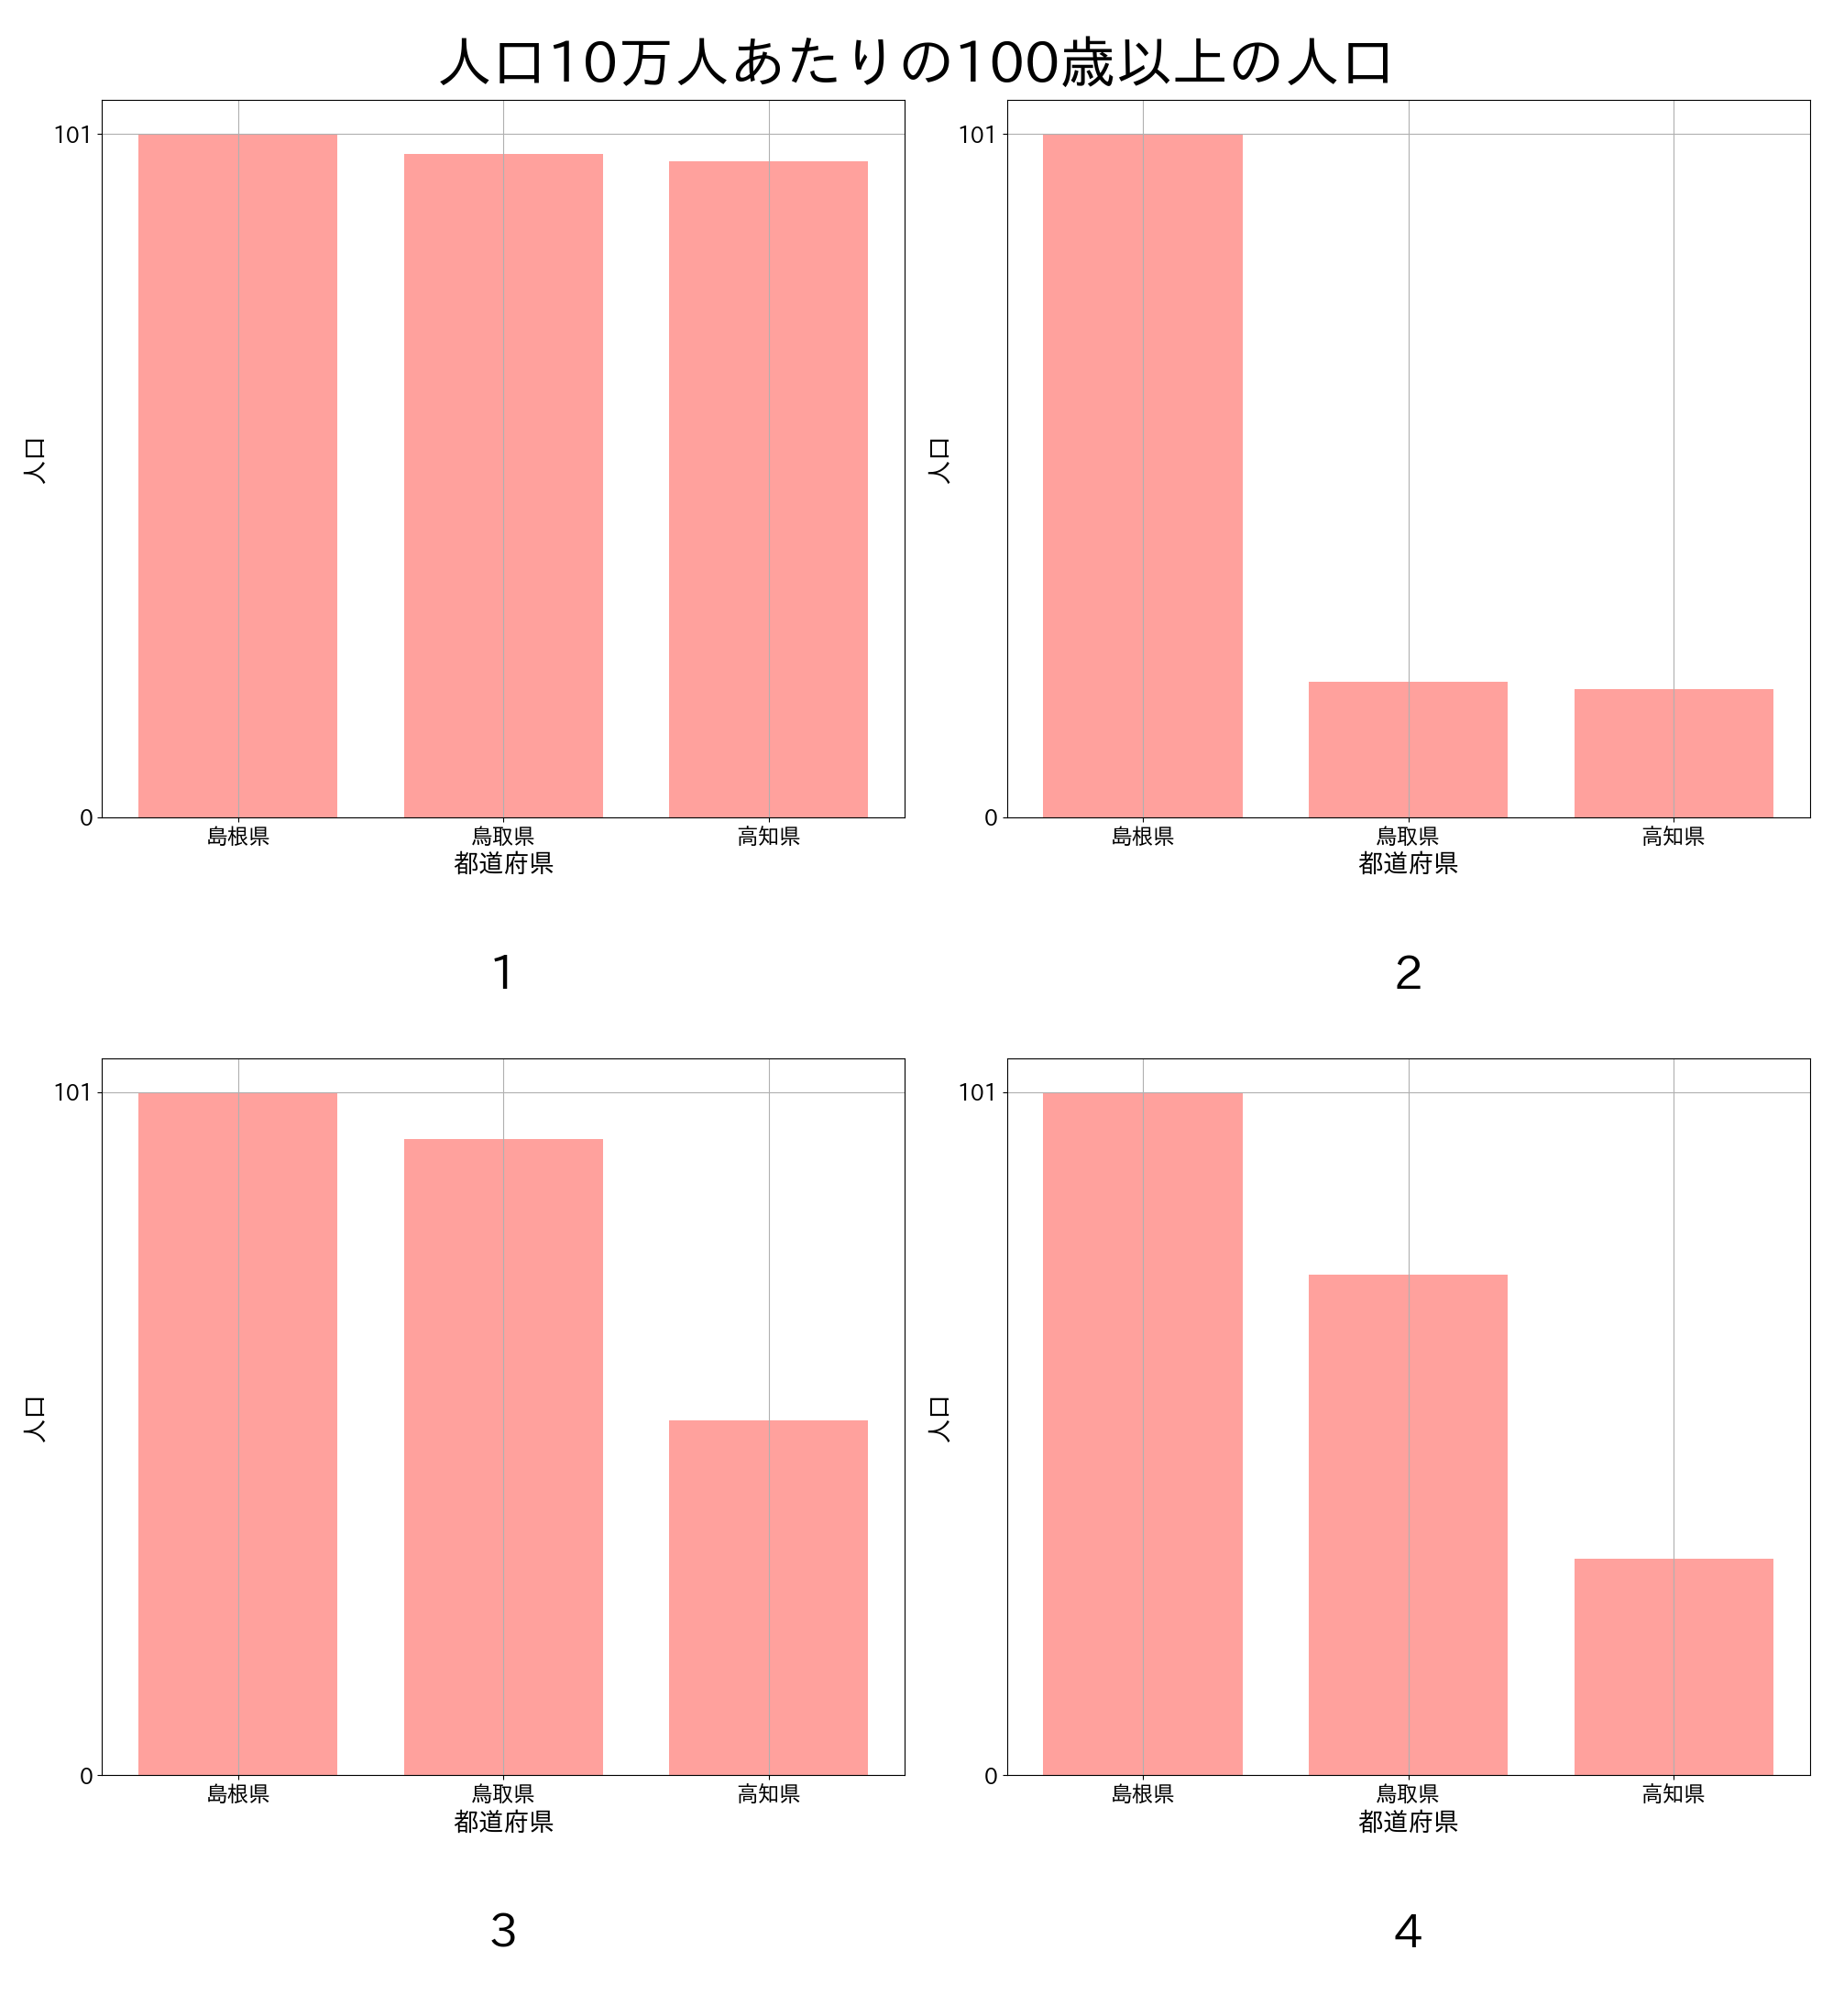 人口10万人あたりの100歳以上の人口
101
人口
0
島根県 鳥取県 高知県
都道府県
1
101
人口
0
島根県 鳥取県 高知県
都道府県
2
101
人口
0
島根県 鳥取県 高知県
都道府県
3
101
人口
0
島根県 鳥取県 高知県
都道府県
4